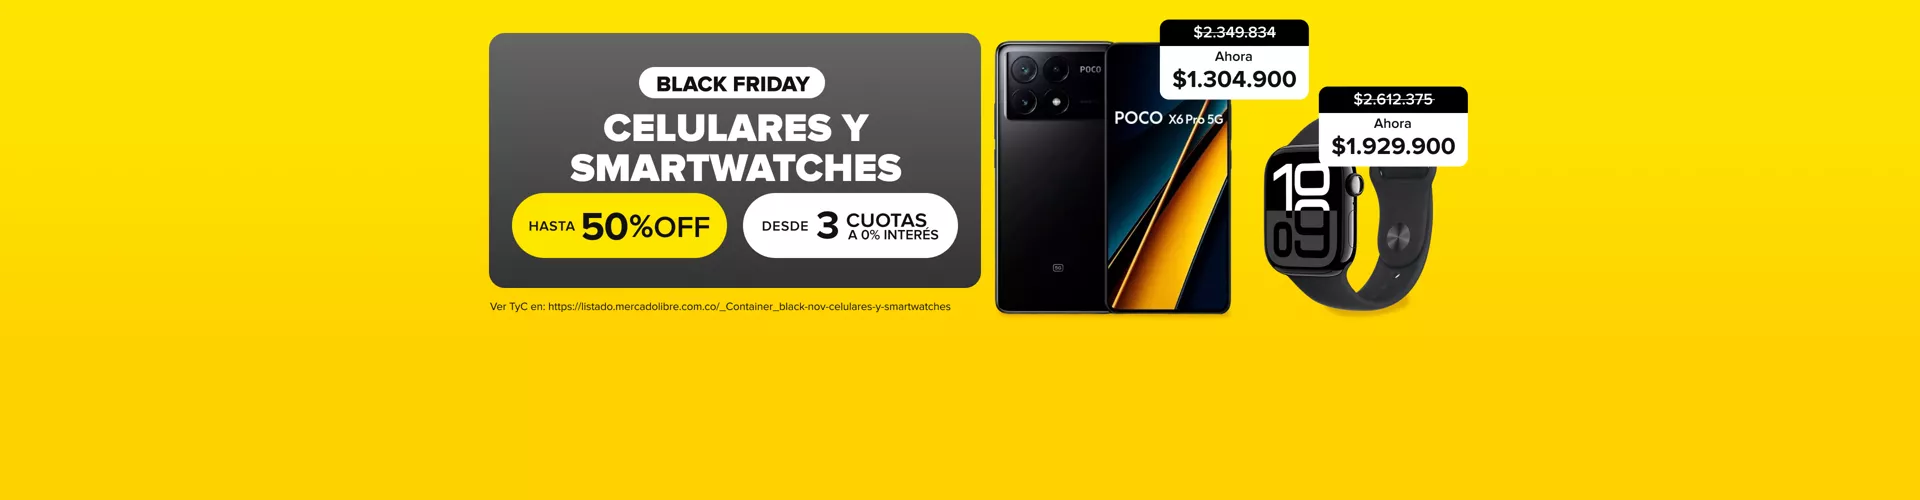 BLACK FRIDAY
CELULARES Y
SMARTWATCHES
HASTA 50%OFF
DESDE 3 CUOTAS
A 0% INTERÉS
Ver TyC en: https://listado.mercadolibre.com.co/_Container_black-nov-celulares-y-smartwatches
POCO
5G
POCO X6 Pro 5G
$2.349.834
Ahora
$1.304.900
$2.612.375
Ahora
$1.929.900
10
09